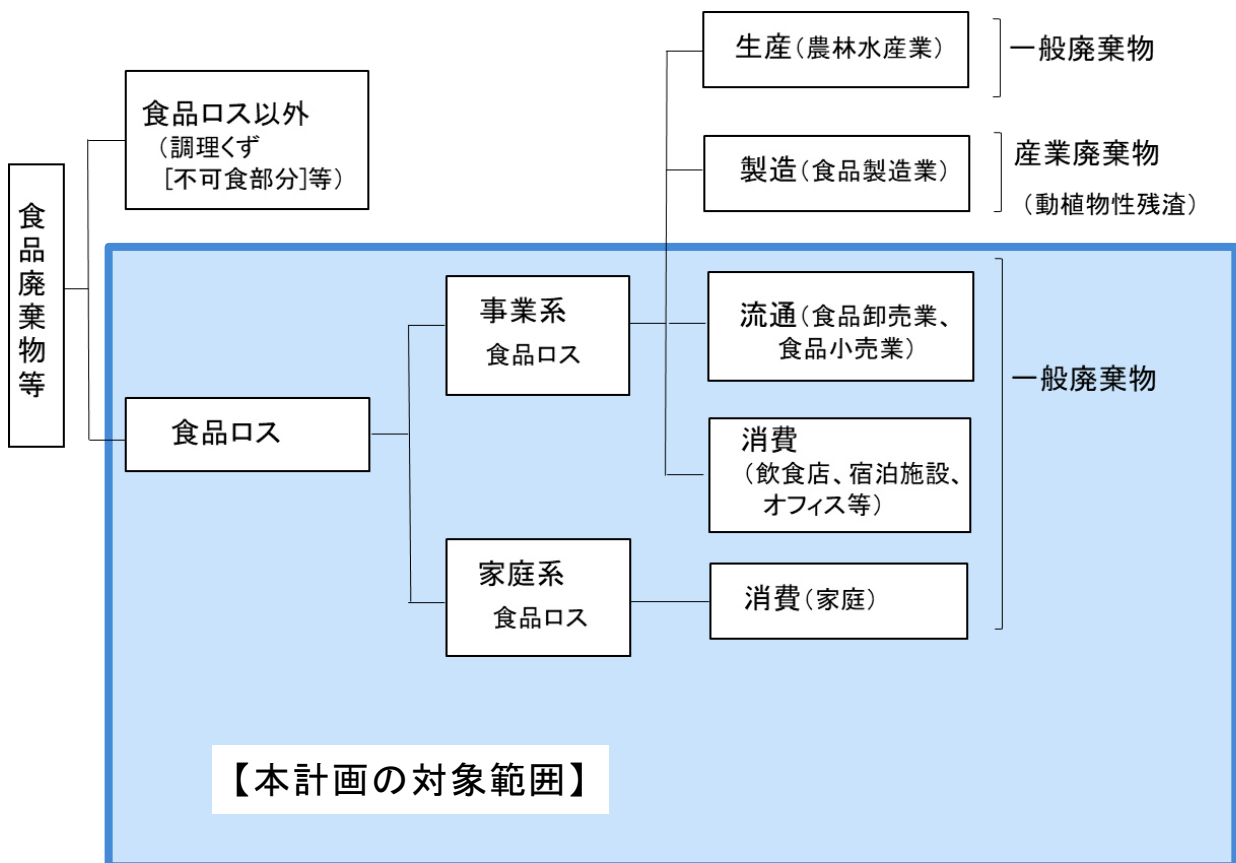 食品廃棄物等
食品ロス以外
(調理くず
[不可食部分]等)
食品ロス
事業系
食品ロス
家庭系
食品ロス
生産(農林水産業)
一般廃棄物
製造(食品製造業)
産業廃棄物
(動植物性残渣)
流通(食品卸売業、
食品小売業)
消費
(飲食店、宿泊施設、
オフィス等)
消費(家庭)
一般廃棄物
【本計画の対象範囲】